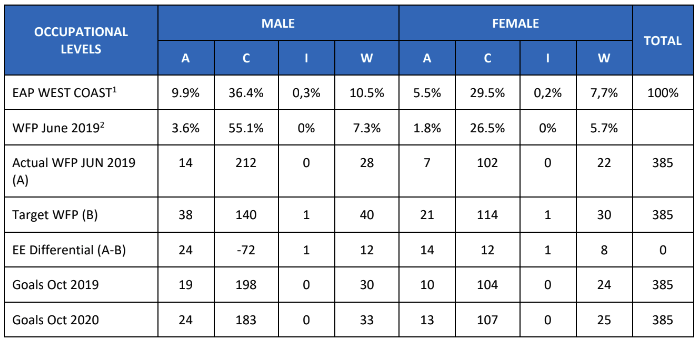 OCCUPATIONAL LEVELS MALE FEMALE TOTAL
A C I W A C I W
EAP WEST COAST¹ 9.9% 36.4% 0,3% 10.5% 5.5% 29.5% 0,2% 7,7% 100%
WFP June 2019² 3.6% 55.1% 0% 7.3% 1.8% 26.5% 0% 5.7%
Actual WFP JUN 2019 (A) 14 212 0 28 7 102 0 22 385
Target WFP (B) 38 140 1 40 21 114 1 30 385
EE Differential (A-B) 24 -72 1 12 14 12 1 8 0
Goals Oct 2019 19 198 0 30 10 104 0 24 385
Goals Oct 2020 24 183 0 33 13 107 0 25 385